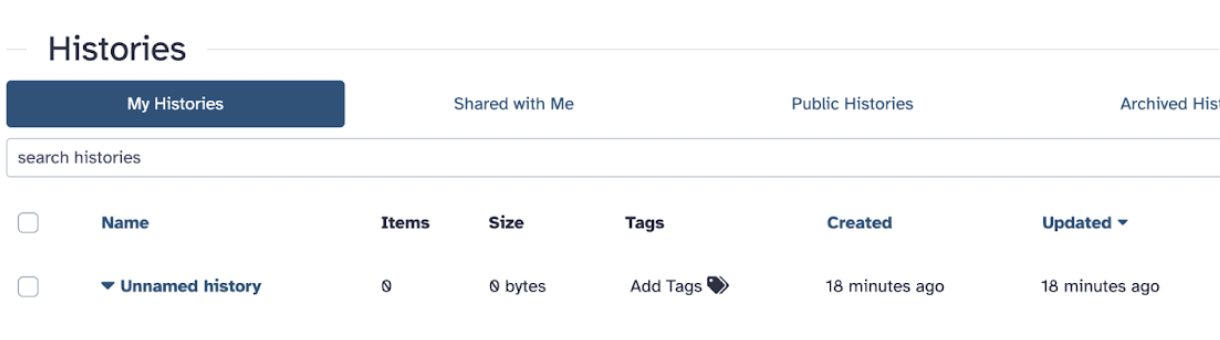 Histories
My Histories Shared with Me Public Histories Archived His
search histories
Name Items Size Tags Created Updated
Unnamed history 0 0 bytes Add Tags 18 minutes ago 18 minutes ago